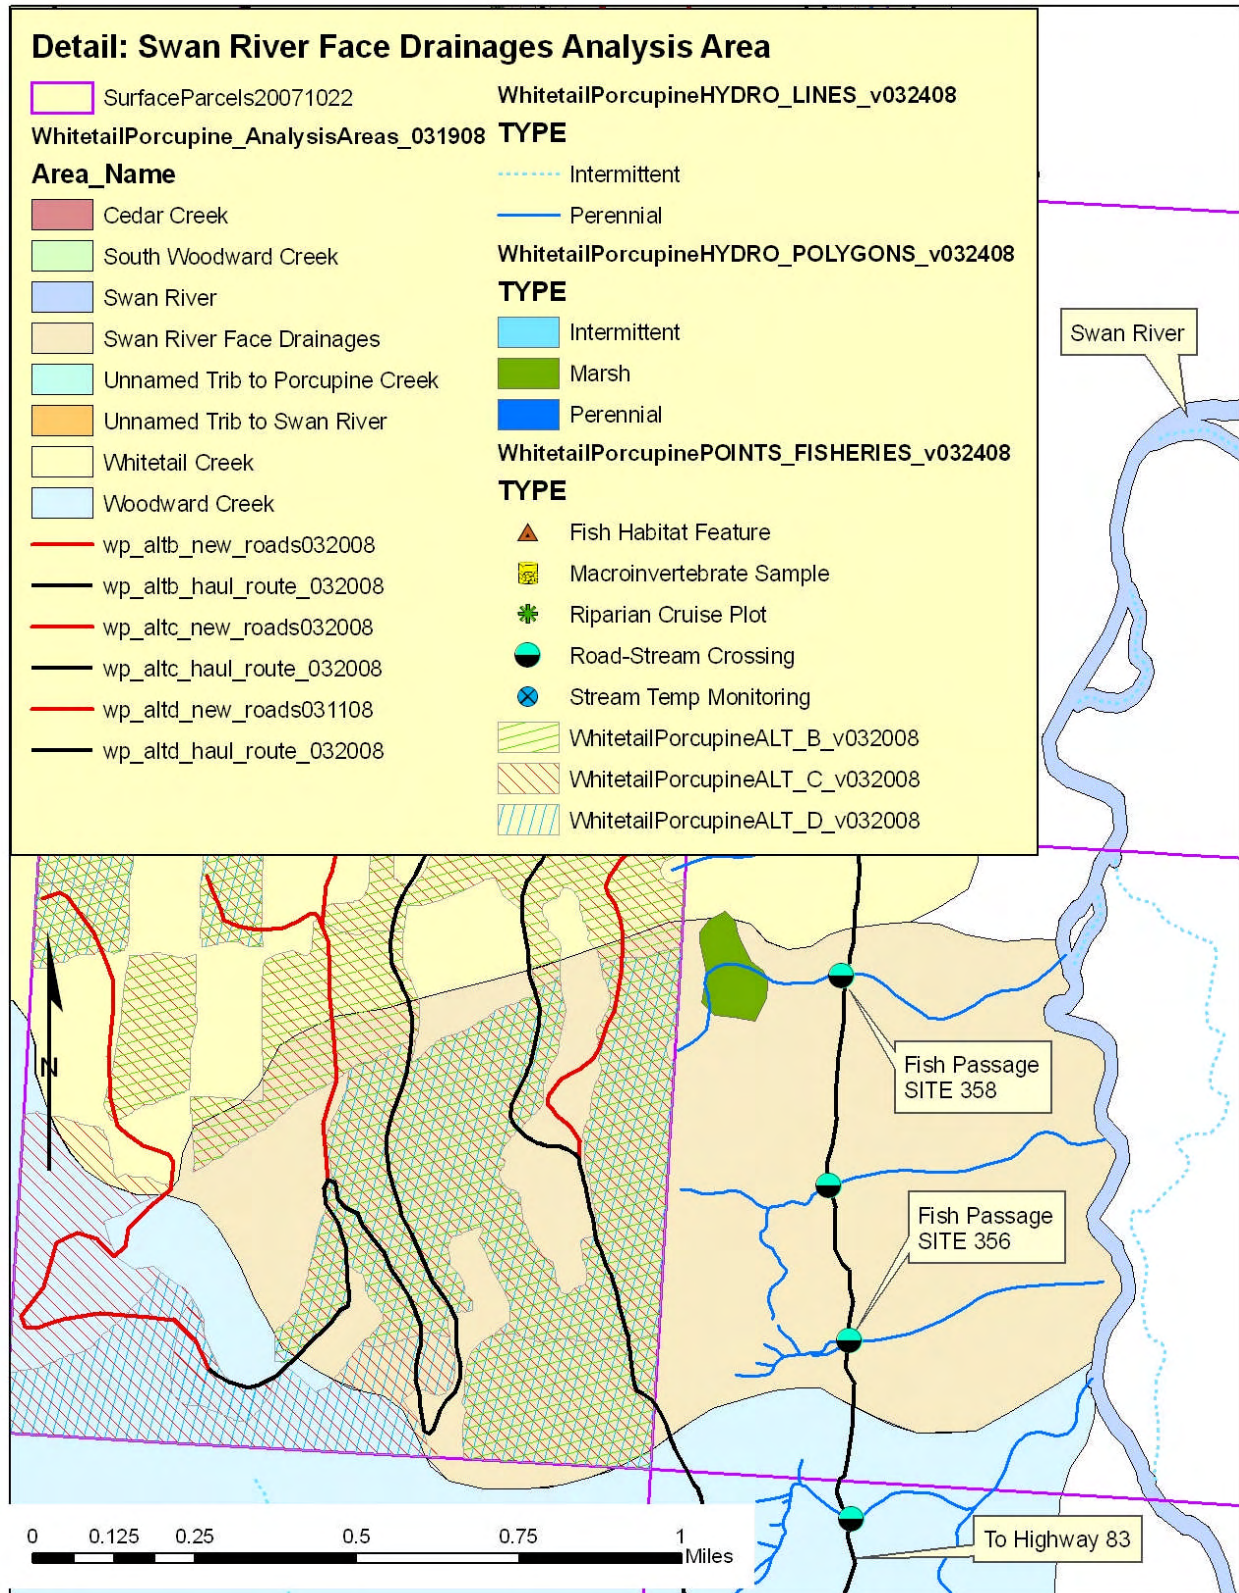 Detail: Swan River Face Drainages Analysis Area
SurfaceParcels20071022
WhitetailPorcupine_AnalysisAreas_031908
Area_Name
Cedar Creek
South Woodward Creek
Swan River
Swan River Face Drainages
Unnamed Trib to Porcupine Creek
Unnamed Trib to Swan River
Whitetail Creek
Woodward Creek
wp_altb_new_roads032008
wp_altb_haul_route_032008
wp_altc_new_roads032008
wp_altc_haul_route_032008
wp_altd_new_roads031108
wp_altd_haul_route_032008
WhitetailPorcupineHYDRO_LINES_v032408
TYPE
Intermittent
Perennial
WhitetailPorcupineHYDRO_POLYGONS_v032408
TYPE
Intermittent
Marsh
Perennial
WhitetailPorcupinePOINTS_FISHERIES_v032408
TYPE
Fish Habitat Feature
Macroinvertebrate Sample
Riparian Cruise Plot
Road-Stream Crossing
Stream Temp Monitoring
WhitetailPorcupineALT_B_v032008
WhitetailPorcupineALT_C_v032008
WhitetailPorcupineALT_D_v032008
Swan River
N
Fish Passage
SITE 358
Fish Passage
SITE 356
To Highway 83
0 0.125 0.25 0.5 0.75 1
Miles